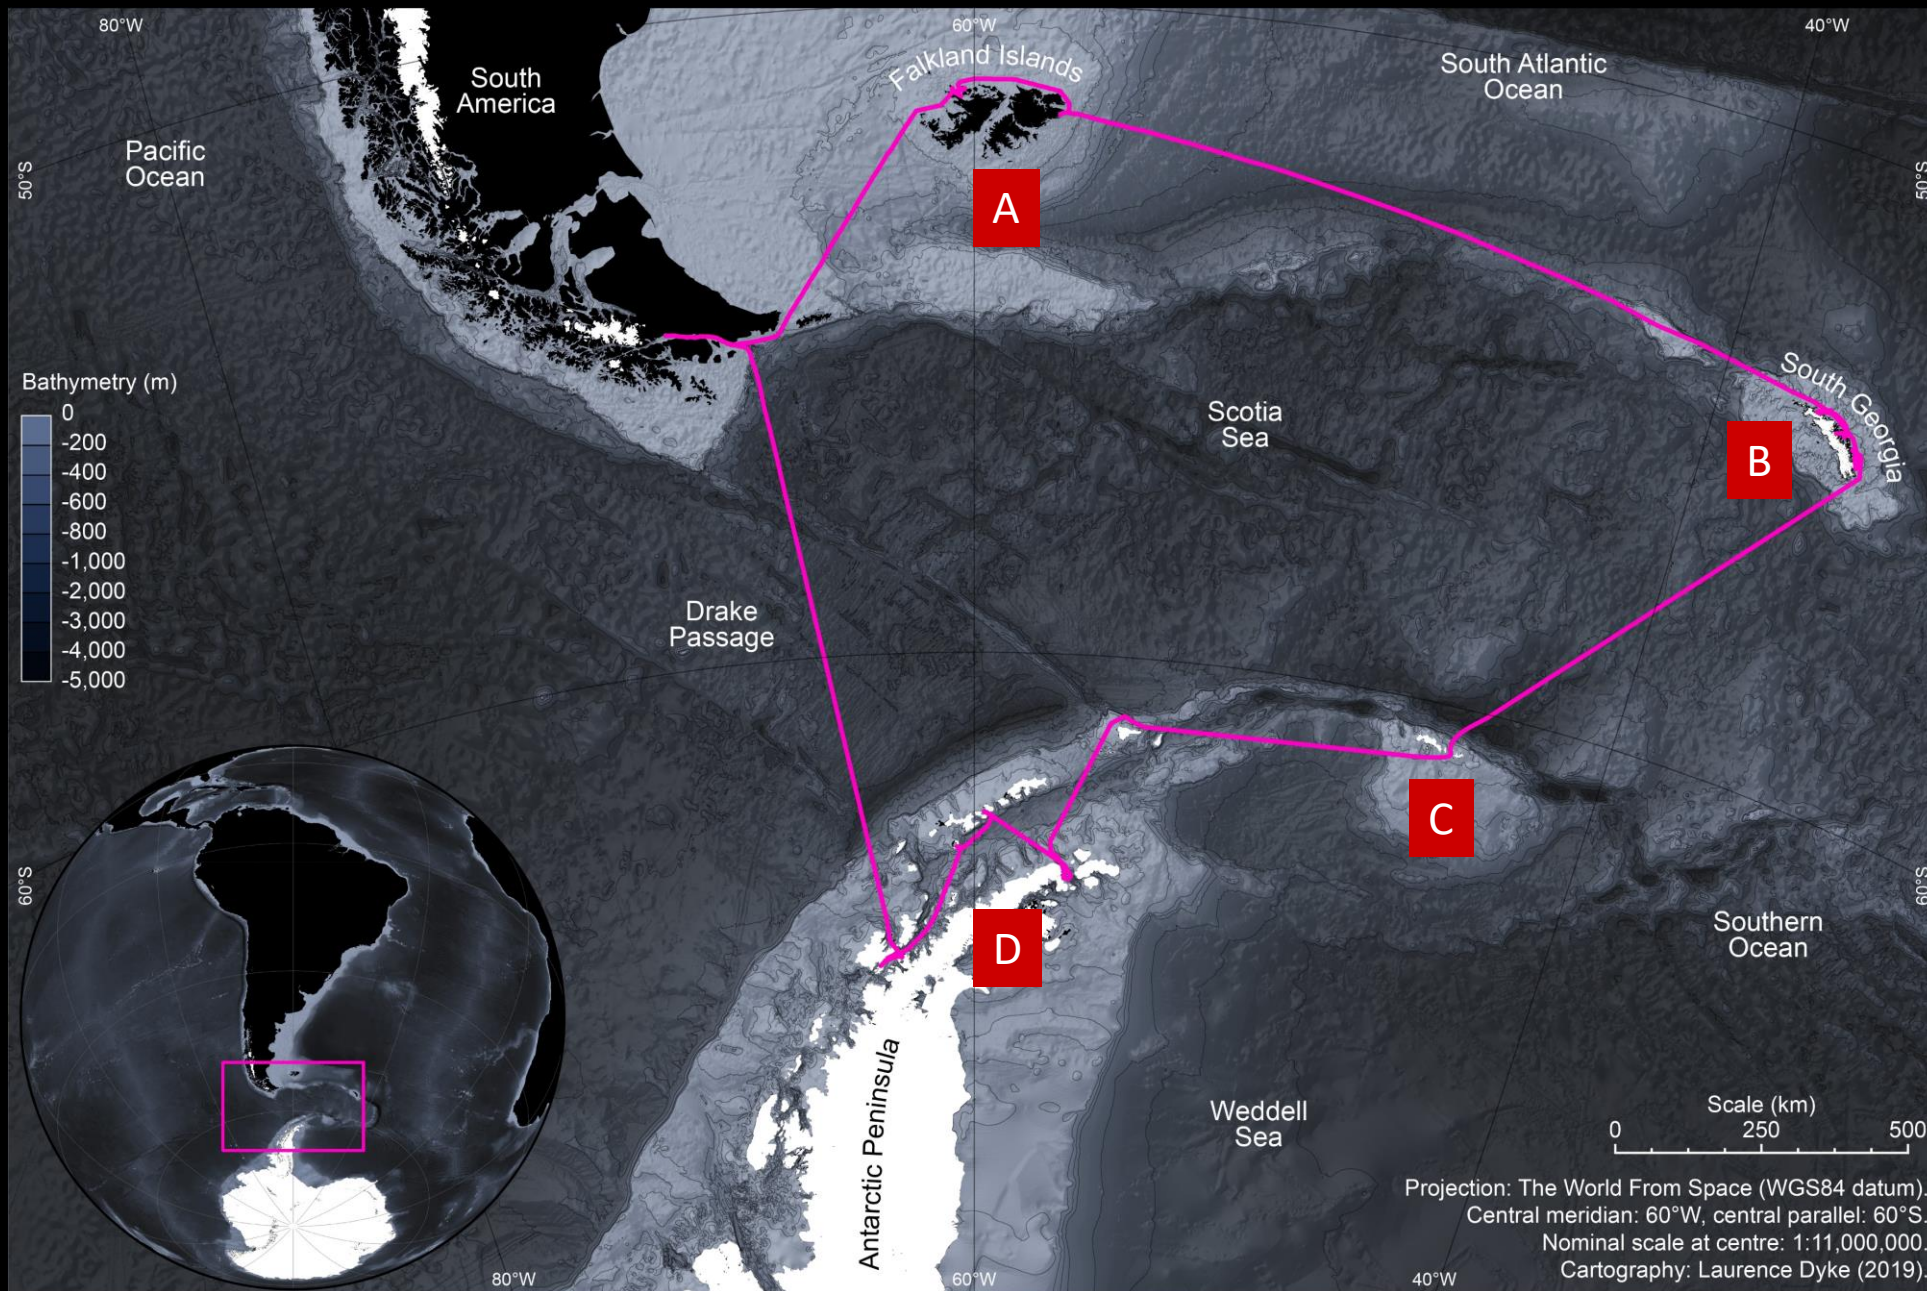 80°W
60°W
40°W
South
America
Falkland Islands
South Atlantic
Ocean
Pacific
Ocean
50°S
50°S
A
Bathymetry (m)
0
-200
-400
-600
-800
-1,000
-2,000
-3,000
-4,000
-5,000
Scotia
Sea
South Georgia
B
Drake
Passage
C
60°S
60°S
D
Southern
Ocean
Antarctic Peninsula
Weddell
Sea
Scale (km)
0 250 500
Projection: The World From Space (WGS84 datum).
Central meridian: 60°W, central parallel: 60°S.
Nominal scale at centre: 1:11,000,000.
Cartography: Laurence Dyke (2019).
80°W
60°W
40°W